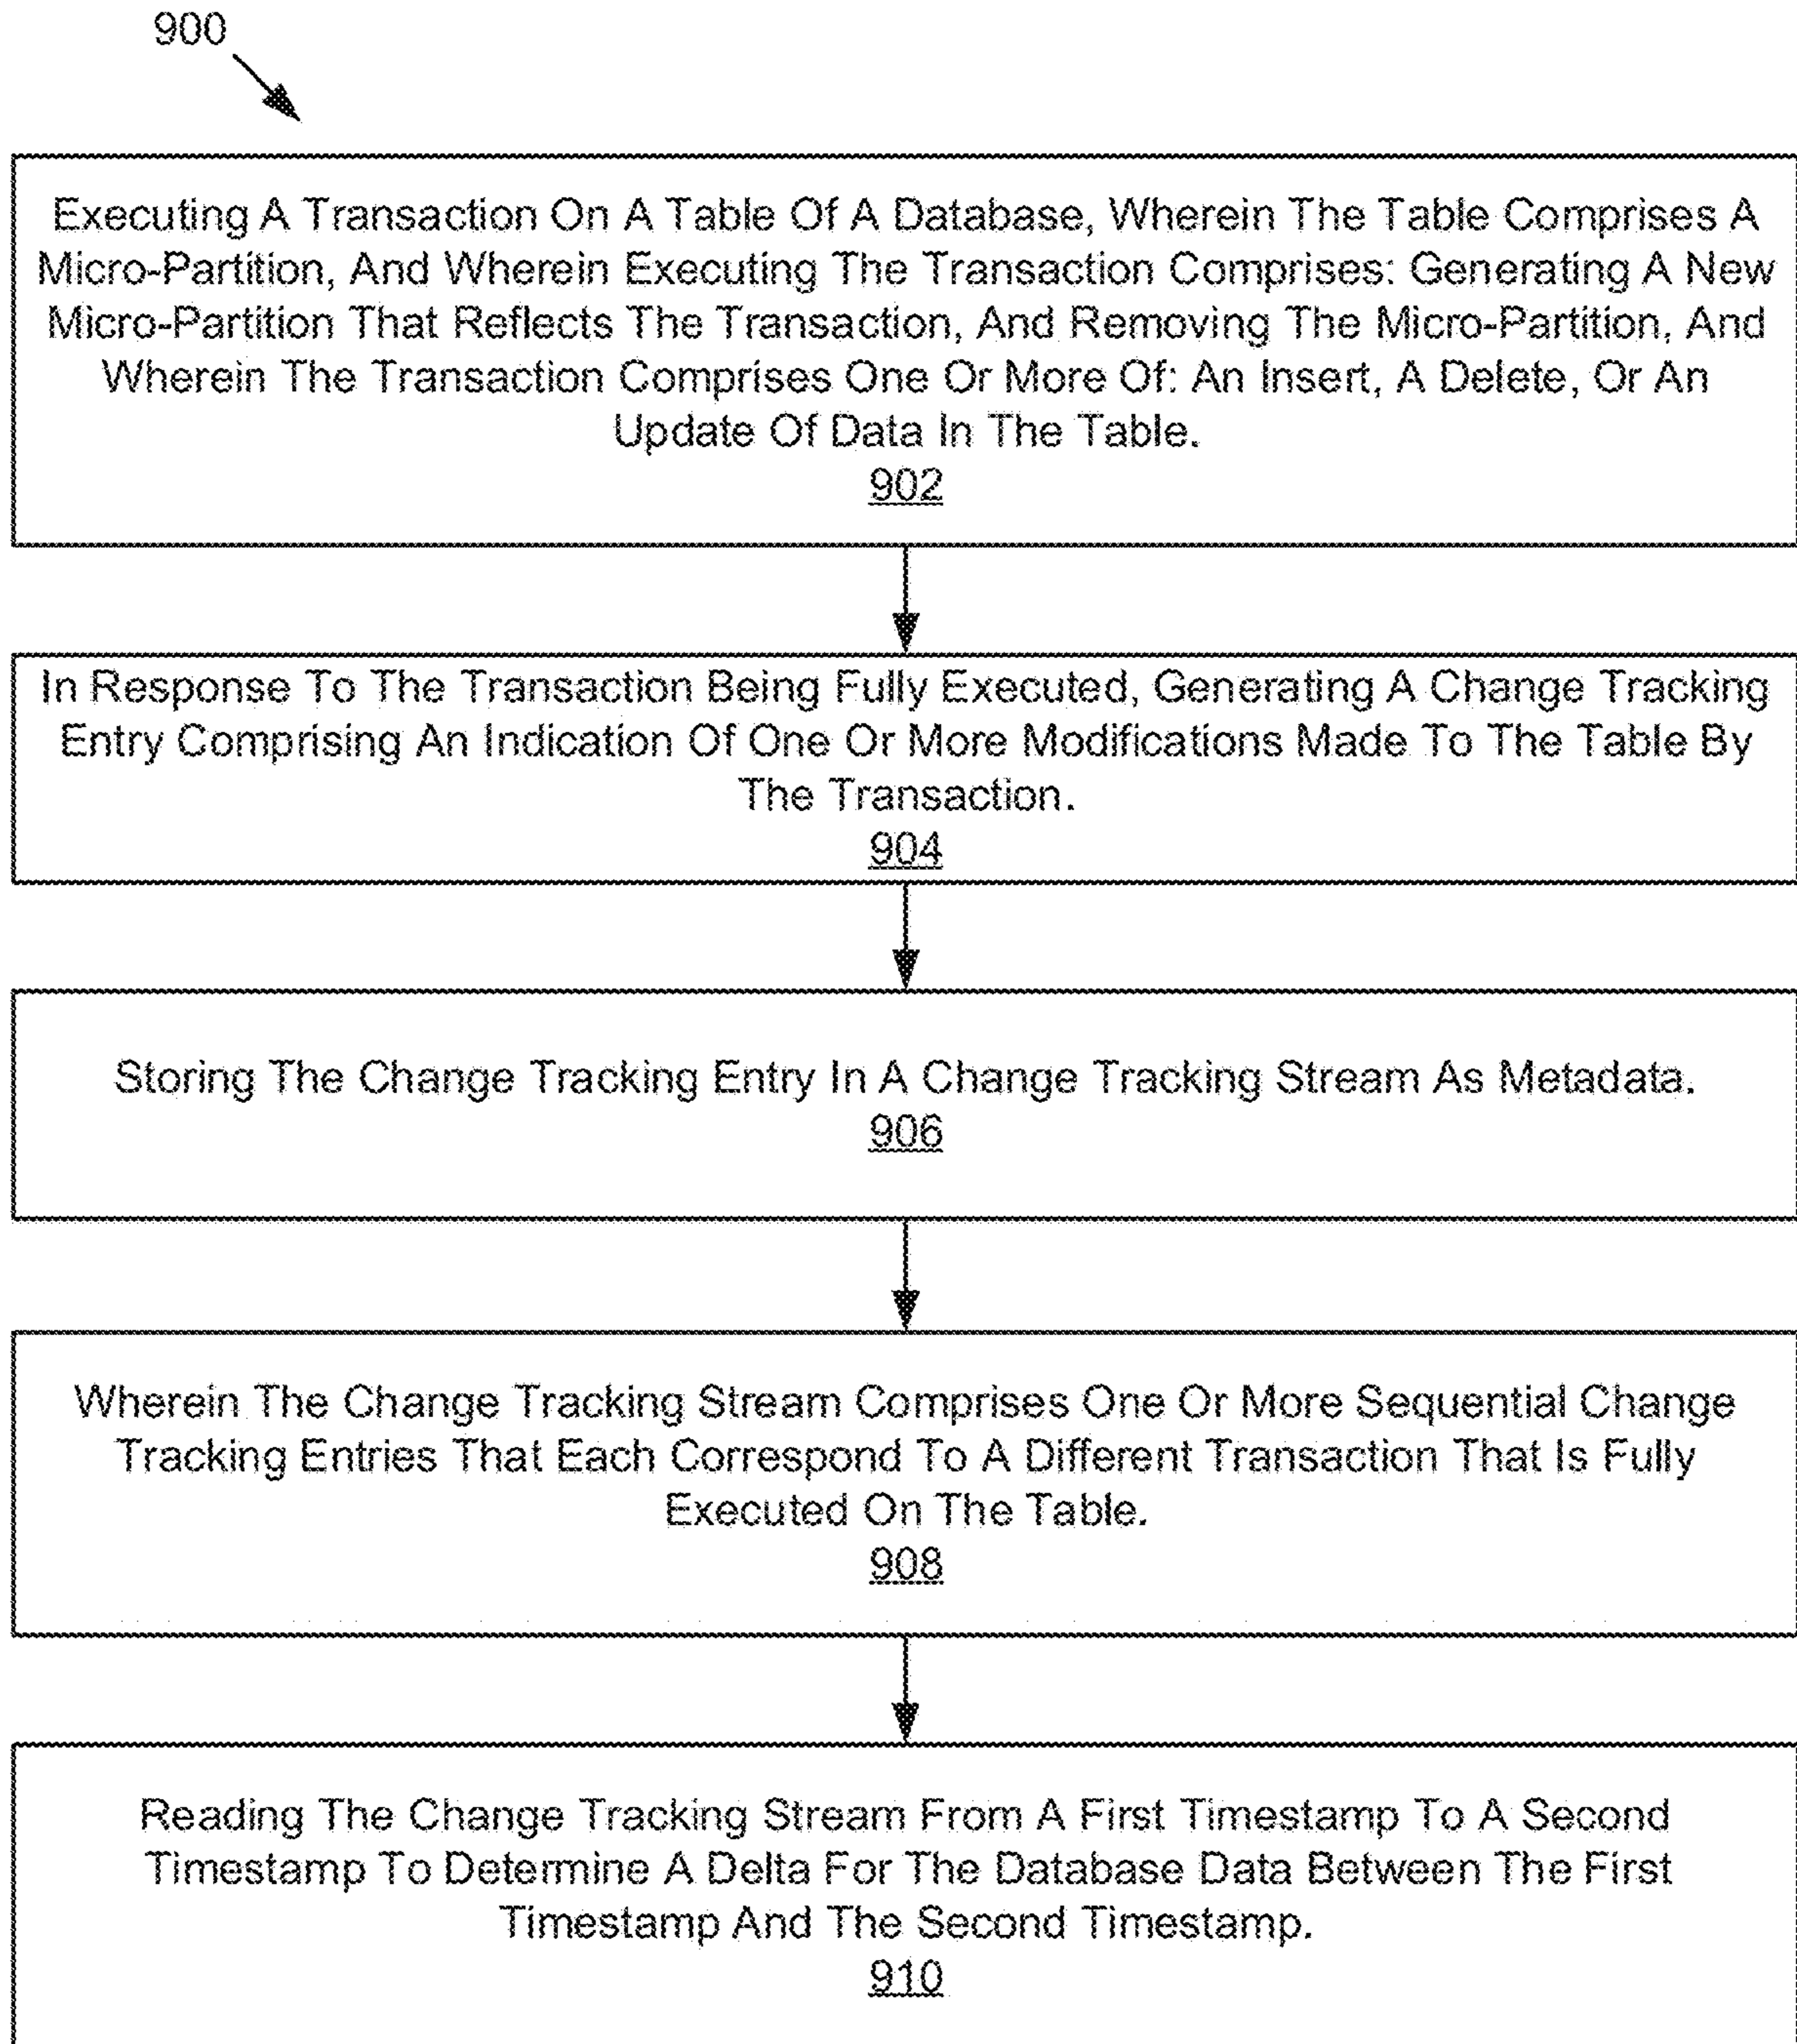 900
Executing A Transaction On A Table Of A Database, Wherein The Table Comprises A
Micro-Partition, And Wherein Executing The Transaction Comprises: Generating A New
Micro-Partition That Reflects The Transaction, And Removing The Micro-Partition, And
Wherein The Transaction Comprises One Or More Of: An Insert, A Delete, Or An
Update Of Data In The Table.
902
In Response To The Transaction Being Fully Executed, Generating A Change Tracking
Entry Comprising An Indication Of One Or More Modifications Made To The Table By
The Transaction.
904
Storing The Change Tracking Entry In A Change Tracking Stream As Metadata.
906
Wherein The Change Tracking Stream Comprises One Or More Sequential Change
Tracking Entries That Each Correspond To A Different Transaction That Is Fully
Executed On The Table.
908
Reading The Change Tracking Stream From A First Timestamp To A Second
Timestamp To Determine A Delta For The Database Data Between The First
Timestamp And The Second Timestamp.
910